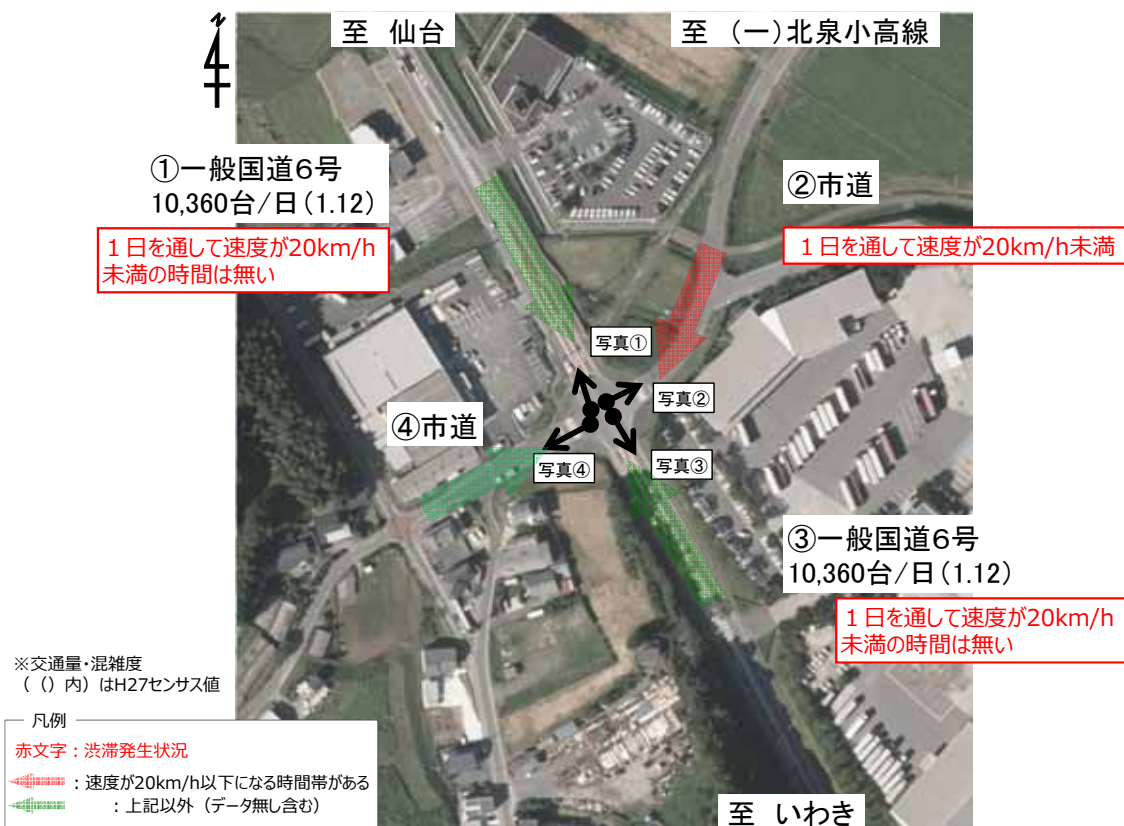 至 仙台
至 (一)北泉小高線
①一般国道6号
10,360台/日(1.12)
1日を通して速度が20km/h
未満の時間は無い
②市道
1日を通して速度が20km/h未満
写真①
写真②
④市道
写真④
写真③
③一般国道6号
10,360台/日(1.12)
1日を通して速度が20km/h
未満の時間は無い
※交通量・混雑度
(()内)はH27センサス値
凡例
赤文字:渋滞発生状況
:速度が20km/h以下になる時間帯がある
:上記以外(データ無し含む)
至 いわき